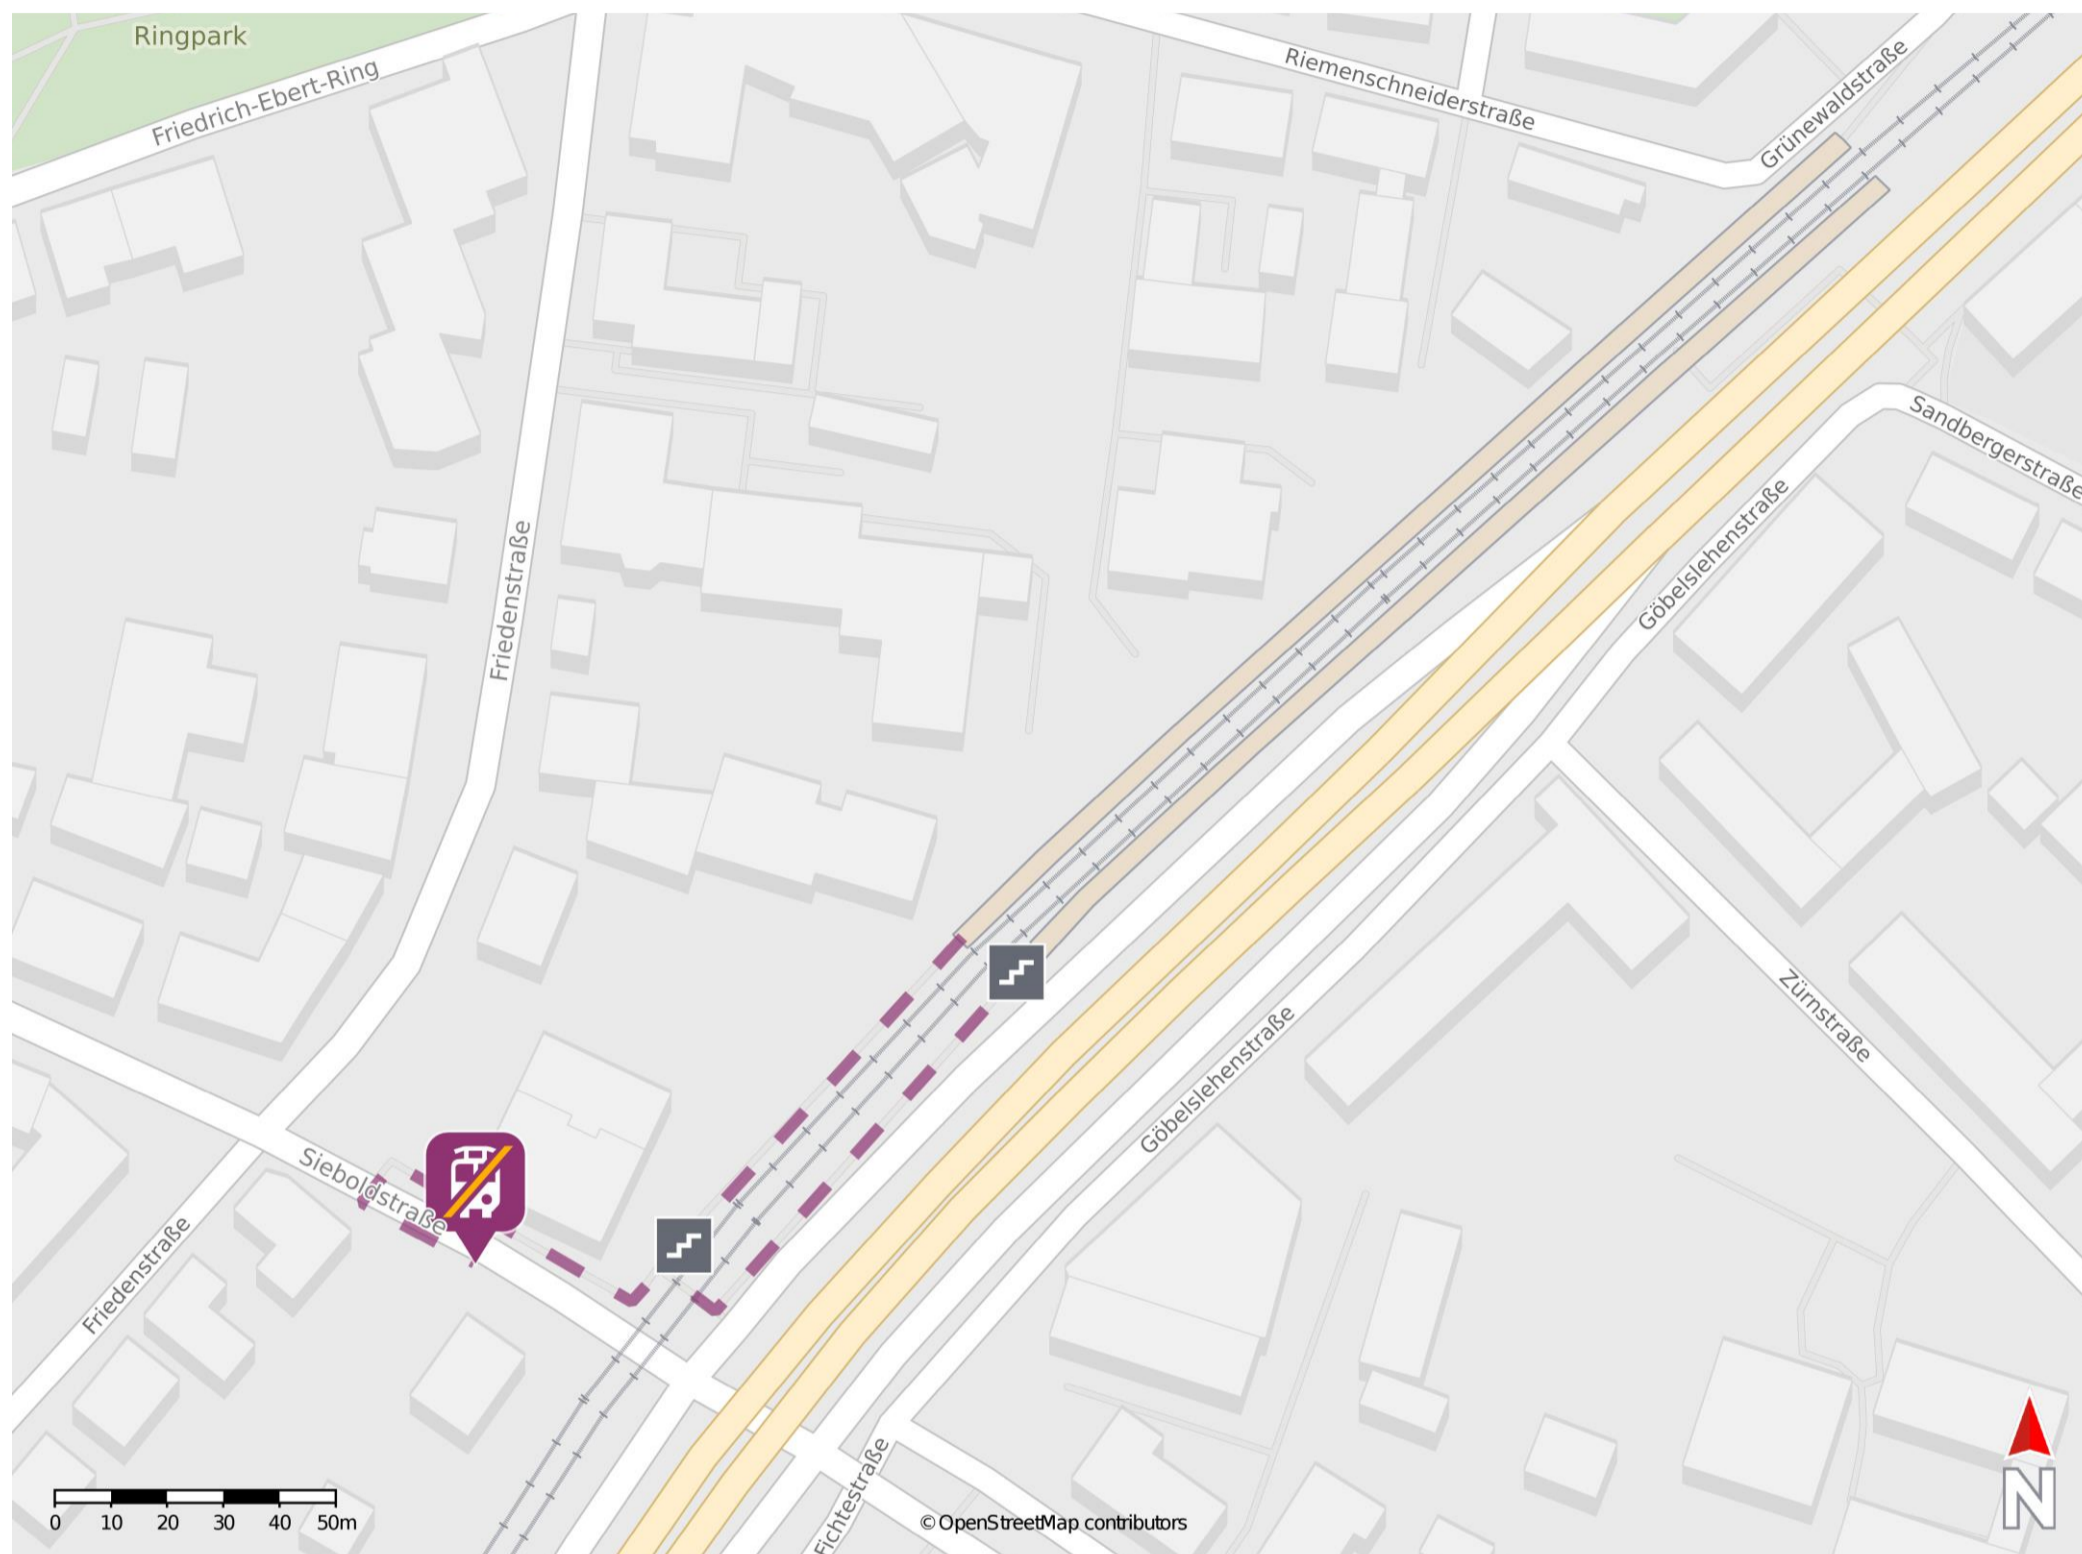 Ringpark
Friedrich-Ebert-Ring
Riemenschneiderstraße
Grünewaldstraße
Sandbergerstraße
Göbelslehenstraße
Friedenstraße
Zürnstraße
Göbelslehenstraße
Sieboldstraße
Friedenstraße
Fichtestraße
0 10 20 30 40 50m
© OpenStreetMap contributors
N